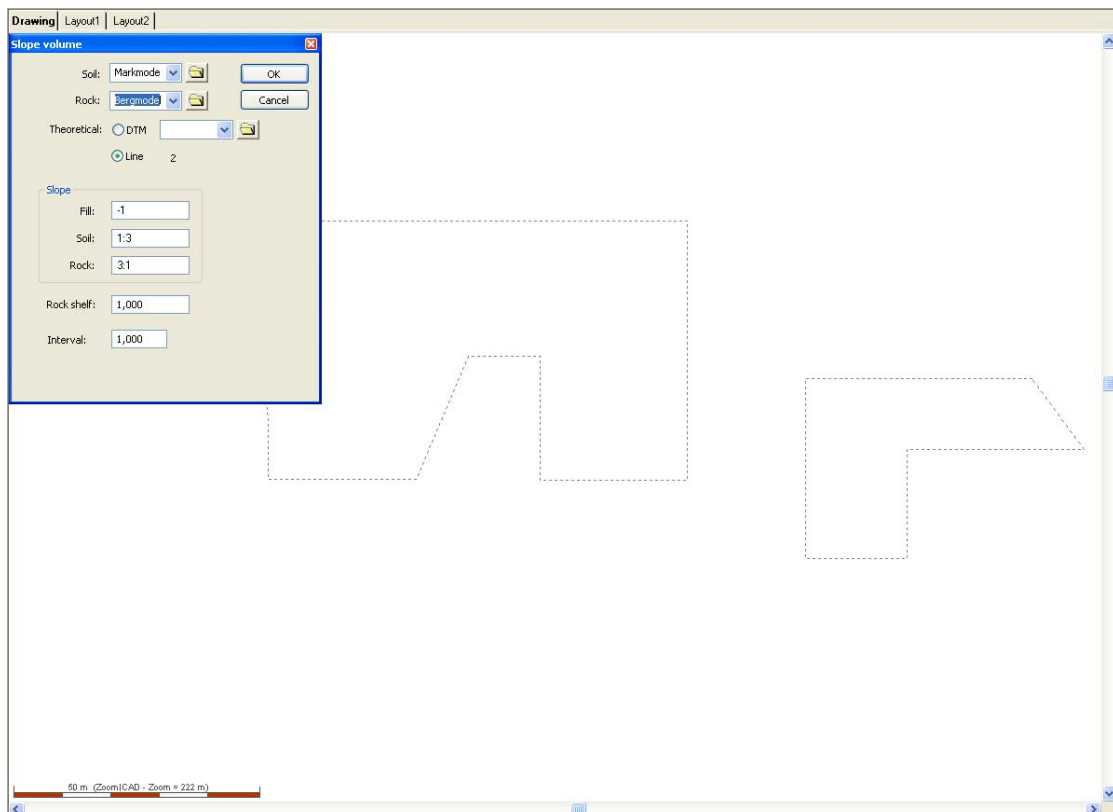 Drawing Layout1 Layout2
Slope volume
Soil: Markmode OK
Rock: Bergmode Cancel
Theoretical: DTM
Line 2
Slope
Fill: -1
Soil: 1:3
Rock: 3:1
Rock shelf: 1,000
Interval: 1,000
50 m (Zoom|CAD - Zoom = 222 m)